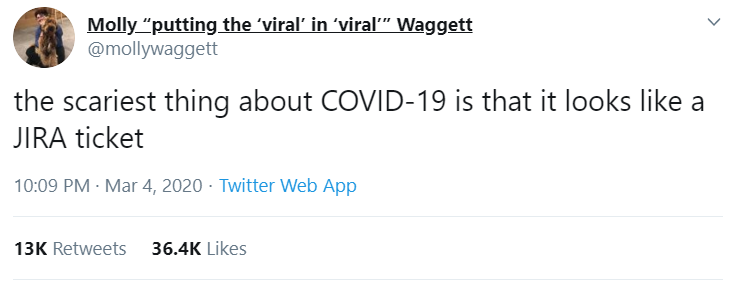 Molly “putting the ‘viral’ in ‘viral’” Waggett
@mollywaggett
the scariest thing about COVID-19 is that it looks like a
JIRA ticket
10:09 PM · Mar 4, 2020 · Twitter Web App
13K Retweets 36.4K Likes